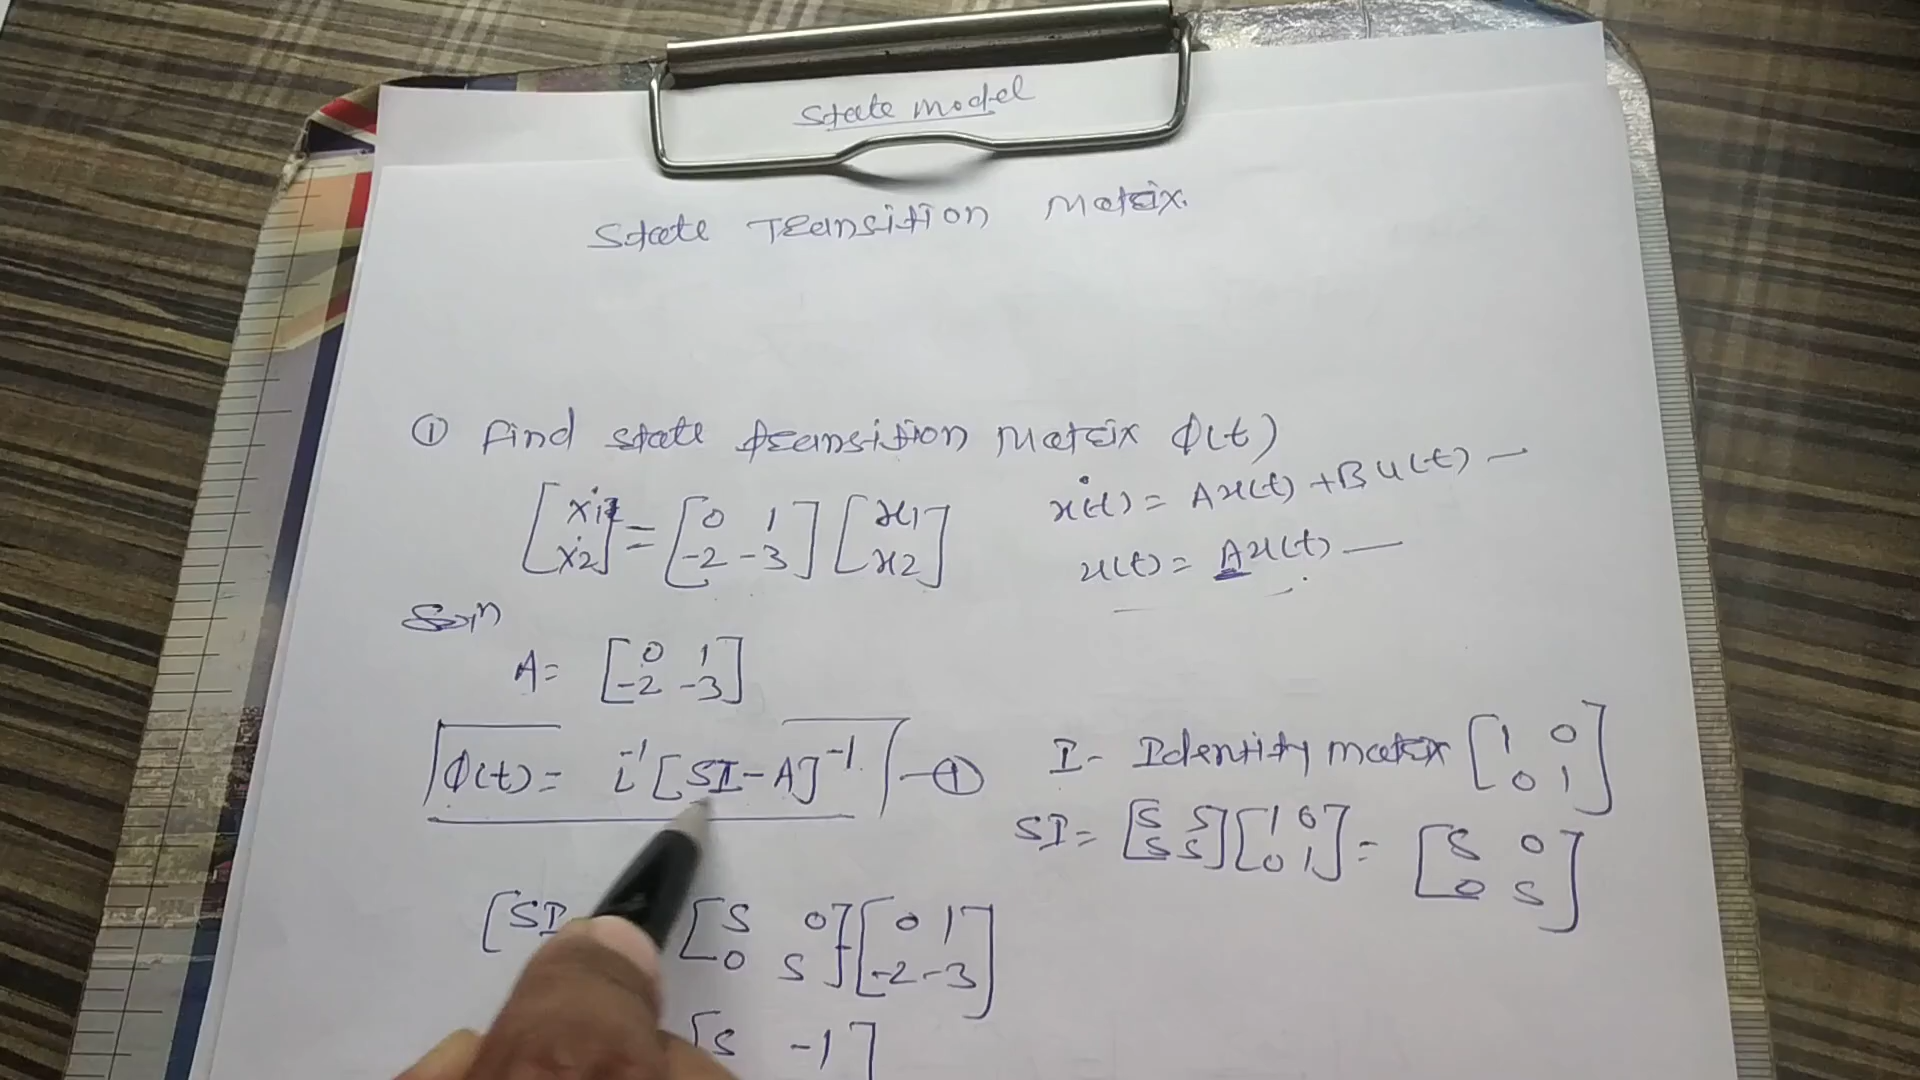 State model
State Transition Matrix.
① Find state transition Matrix ϕ(t)
[ẋ1 ẋ2] = [0 1 -2 -3] [x1 x2]
ẋ(t) = Ax(t) + Bu(t) —
x(t) = Ax(t) —
Soln
A = [0 1 -2 -3]
ϕ(t) = L⁻¹[SI - A]⁻¹ — ①
I - Identity matrix [1 0 0 1]
SI = [S S S S] [1 0 0 1] = [S 0 0 S]
[SI [S 0 0 S] - [0 1 -2 -3]
[S -1]